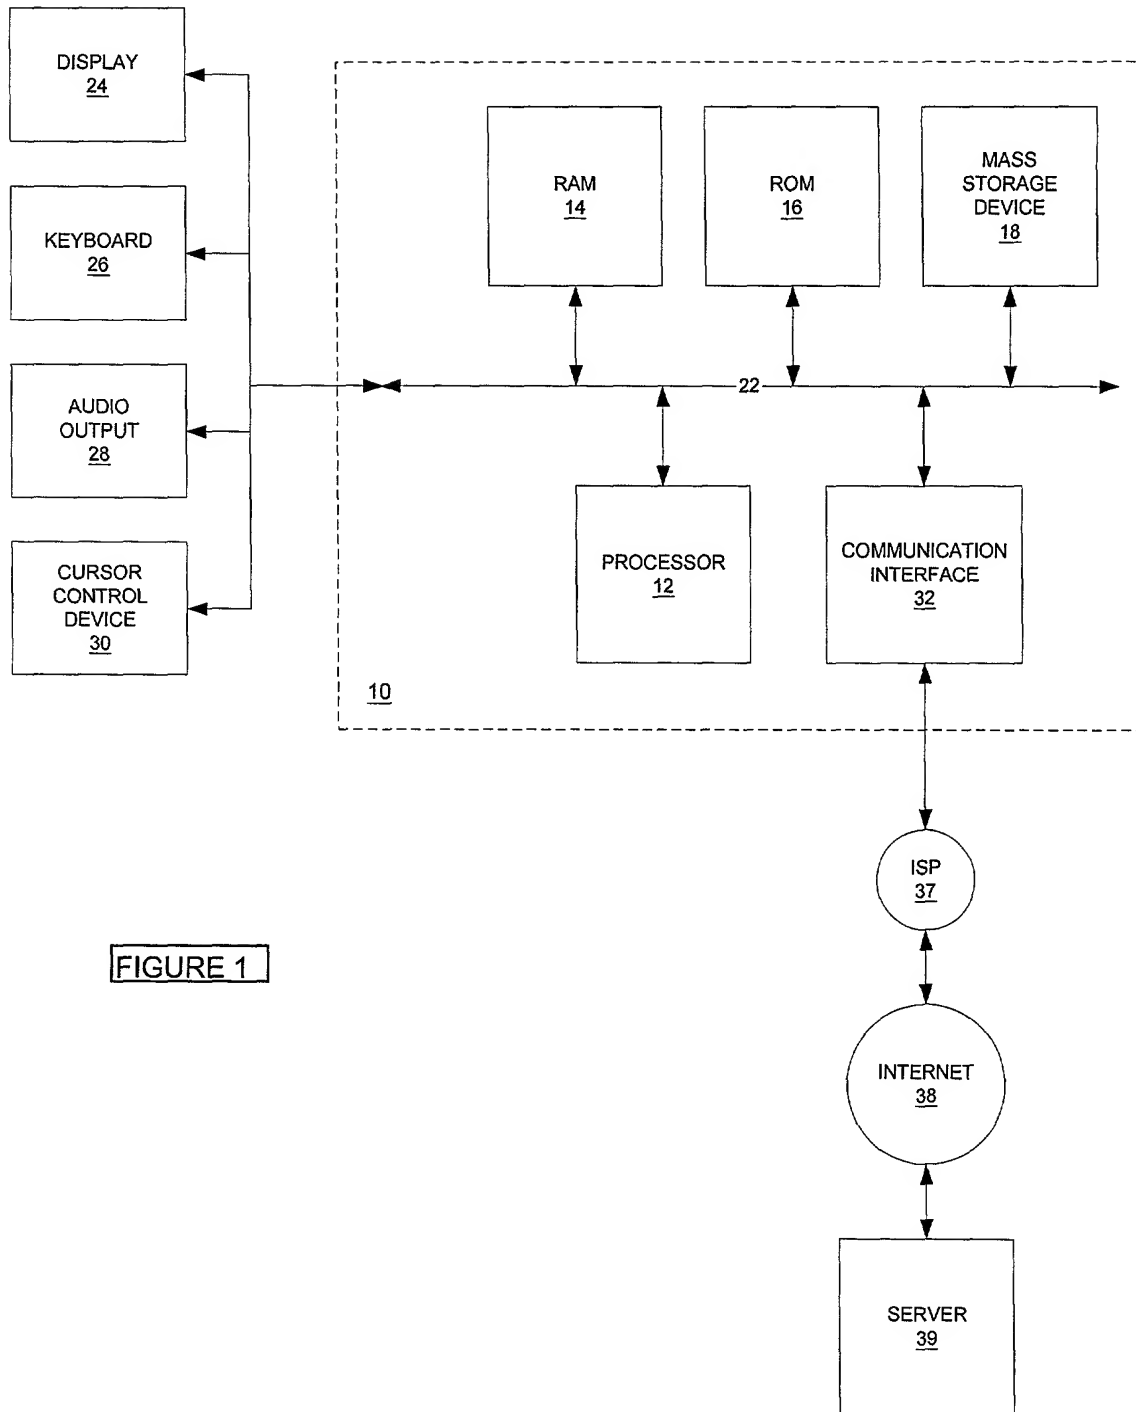 DISPLAY
24
KEYBOARD
26
AUDIO
OUTPUT
28
CURSOR
CONTROL
DEVICE
30
RAM
14
ROM
16
MASS
STORAGE
DEVICE
18
22
PROCESSOR
12
COMMUNICATION
INTERFACE
32
10
ISP
37
INTERNET
38
SERVER
39
FIGURE 1